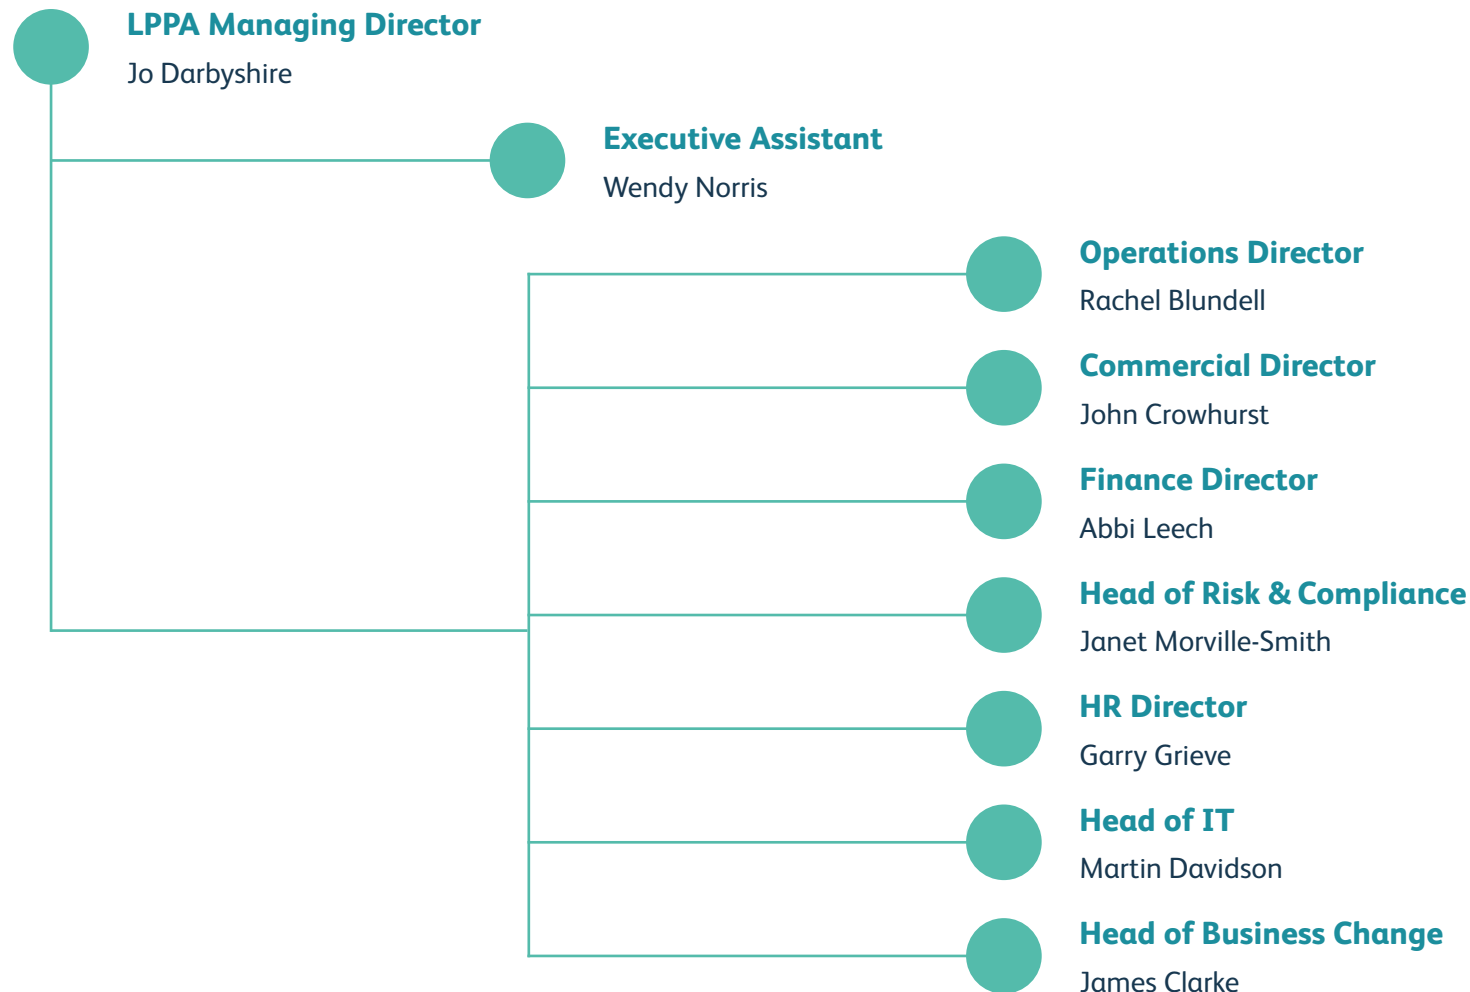 LPPA Managing Director
Jo Darbyshire
Executive Assistant
Wendy Norris
Operations Director
Rachel Blundell
Commercial Director
John Crowhurst
Finance Director
Abbi Leech
Head of Risk & Compliance
Janet Morville-Smith
HR Director
Garry Grieve
Head of IT
Martin Davidson
Head of Business Change
James Clarke